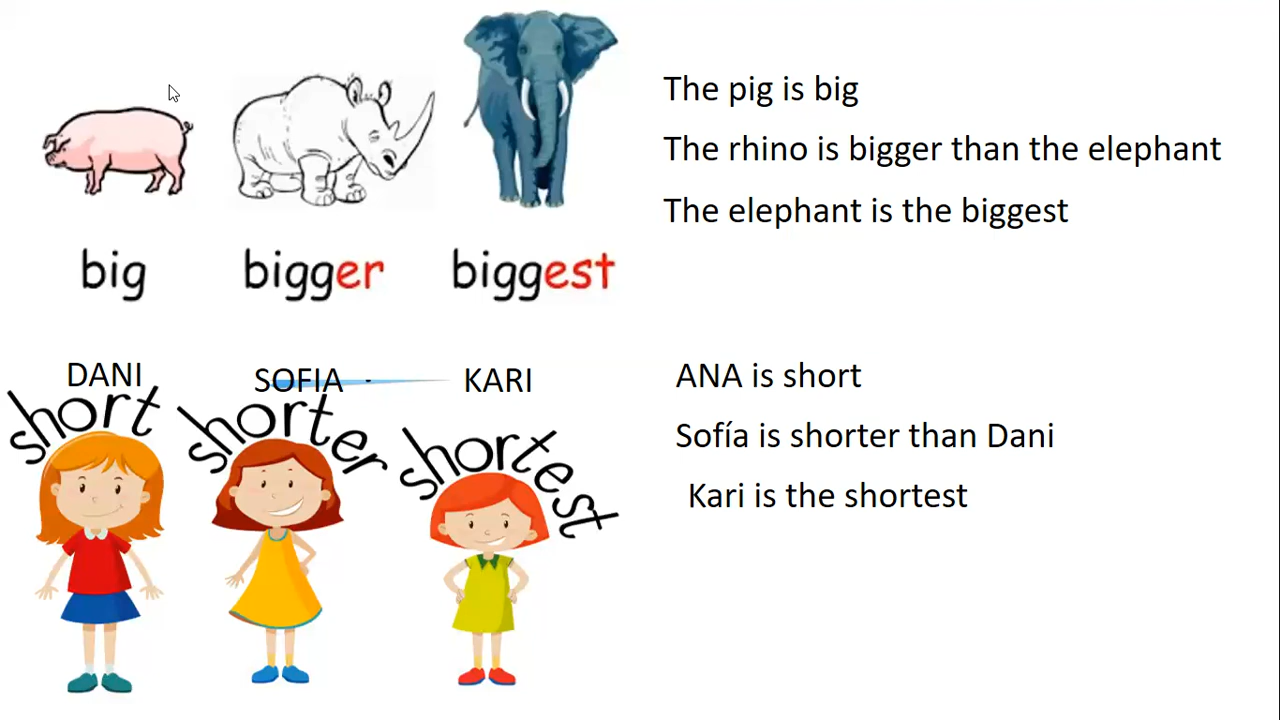 The pig is big
The rhino is bigger than the elephant
The elephant is the biggest
big bigger biggest
DANI SOFIA KARI
short shorter shortest
ANA is short
Sofía is shorter than Dani
Kari is the shortest